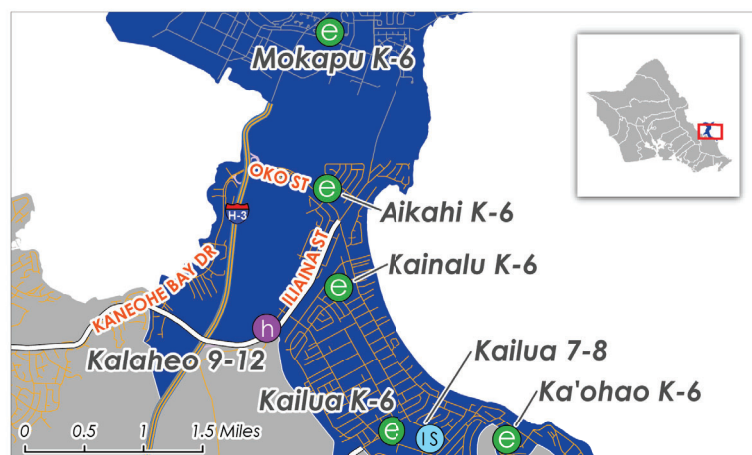 e
Mokapu K-6
OKO ST
e
Aikahi K-6
H-3
ILIAINA ST
KANEOHE BAY DR
Kainalu K-6
e
h
Kalaheo 9-12
Kailua 7-8
Kailua K-6
Ka'ohao K-6
e
IS
e
0 0.5 1 1.5 Miles